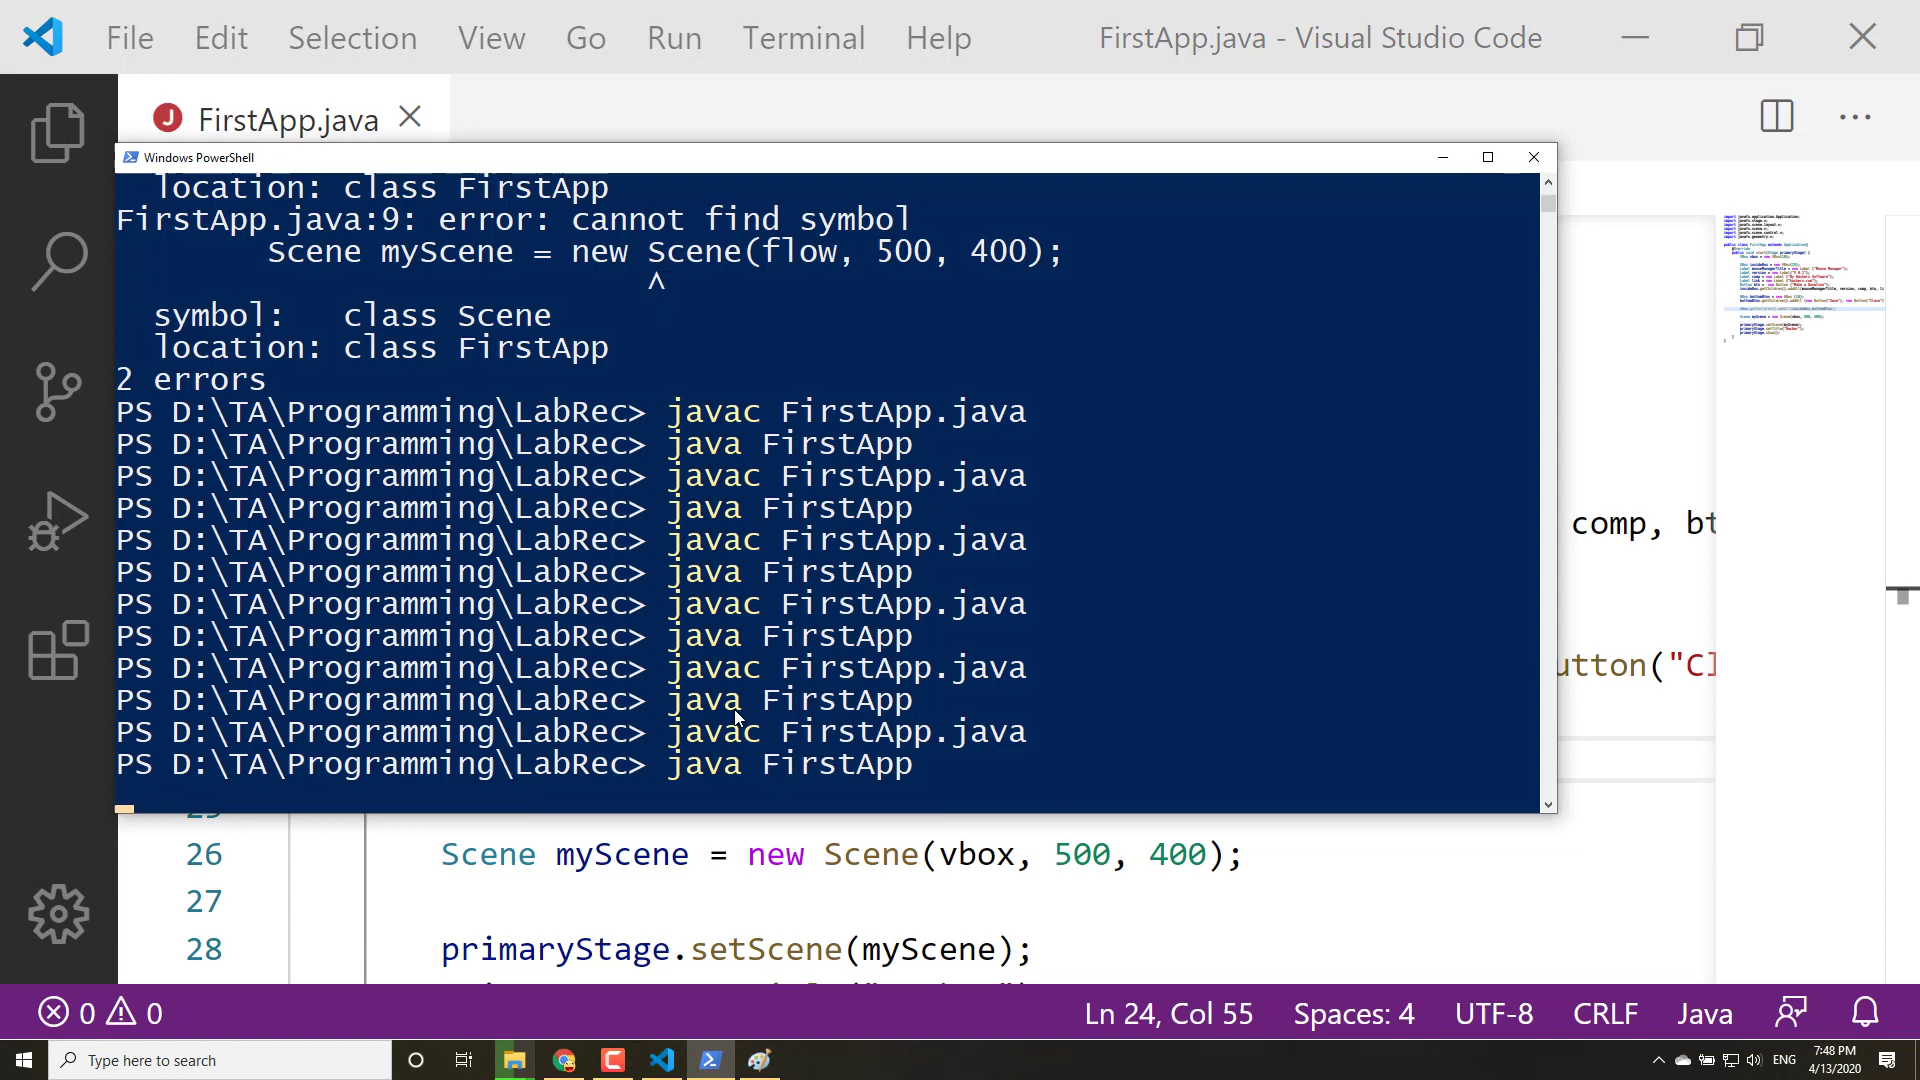 File Edit Selection View Go Run Terminal Help FirstApp.java - Visual Studio Code
J FirstApp.java
Windows PowerShell
location: class FirstApp
FirstApp.java:9: error: cannot find symbol
Scene myScene = new Scene(flow, 500, 400);
^
symbol: class Scene
location: class FirstApp
2 errors
PS D:\TA\Programming\LabRec> javac FirstApp.java
PS D:\TA\Programming\LabRec> java FirstApp
PS D:\TA\Programming\LabRec> javac FirstApp.java
PS D:\TA\Programming\LabRec> java FirstApp
PS D:\TA\Programming\LabRec> javac FirstApp.java
PS D:\TA\Programming\LabRec> java FirstApp
PS D:\TA\Programming\LabRec> javac FirstApp.java
PS D:\TA\Programming\LabRec> java FirstApp
PS D:\TA\Programming\LabRec> javac FirstApp.java
PS D:\TA\Programming\LabRec> java FirstApp
PS D:\TA\Programming\LabRec> javac FirstApp.java
PS D:\TA\Programming\LabRec> java FirstApp
comp, bt
utton("Cl
26 Scene myScene = new Scene(vbox, 500, 400);
27
28 primaryStage.setScene(myScene);
0 0 Ln 24, Col 55 Spaces: 4 UTF-8 CRLF Java
Type here to search ENG 7:48 PM
4/13/2020